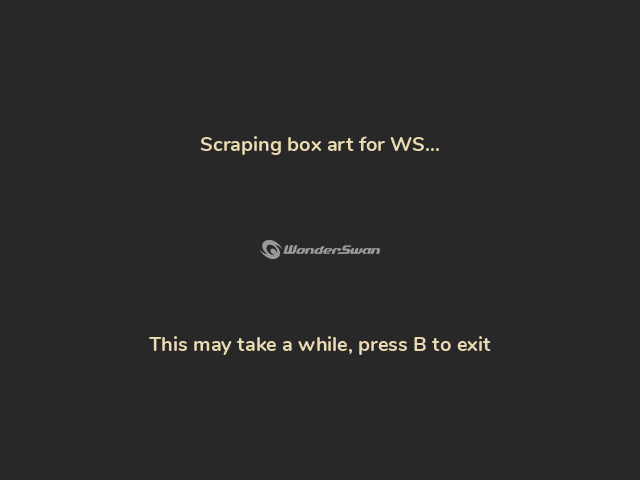 Scraping box art for WS...
WonderSwan
This may take a while, press B to exit